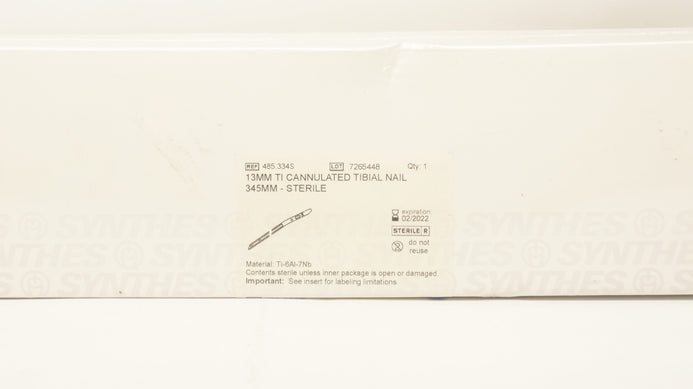 REF 485.334S LOT 7265448 Qty: 1
13MM TI CANNULATED TIBIAL NAIL
345MM - STERILE
expiration
02/2022
STERILE R
do not
reuse
Material: Ti-6Al-7Nb
Contents sterile unless inner package is open or damaged.
Important: See insert for labeling limitations
SYNTHES SYNTHES SYNTHES
NTHES SYNTHES SYNTHES